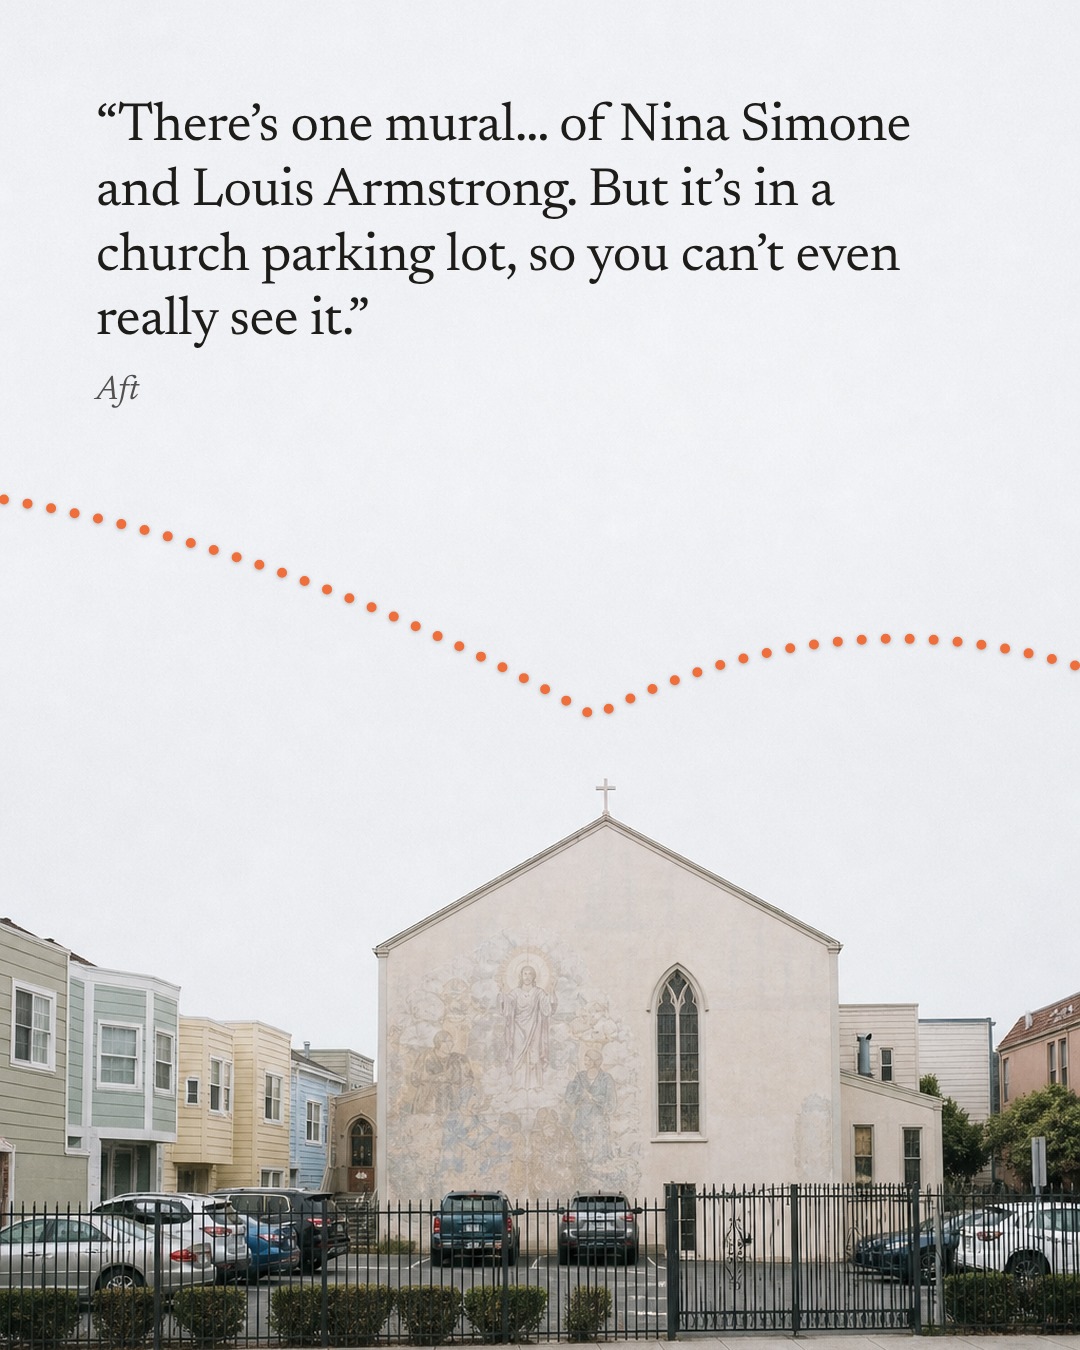 “There’s one mural... of Nina Simone
and Louis Armstrong. But it’s in a
church parking lot, so you can’t even
really see it.”
Aft